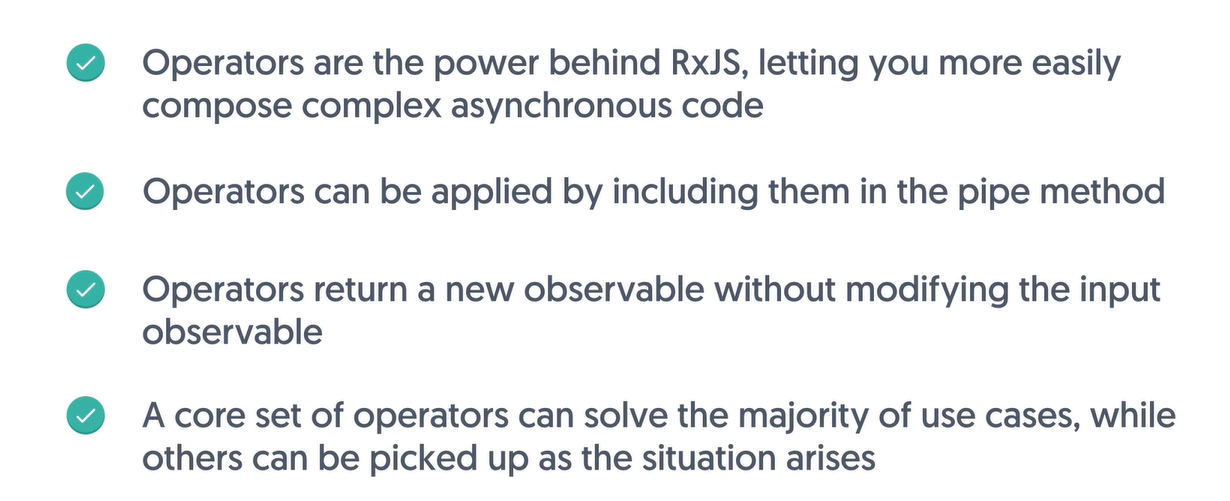 Operators are the power behind RxJS, letting you more easily
compose complex asynchronous code
Operators can be applied by including them in the pipe method
Operators return a new observable without modifying the input
observable
A core set of operators can solve the majority of use cases, while
others can be picked up as the situation arises